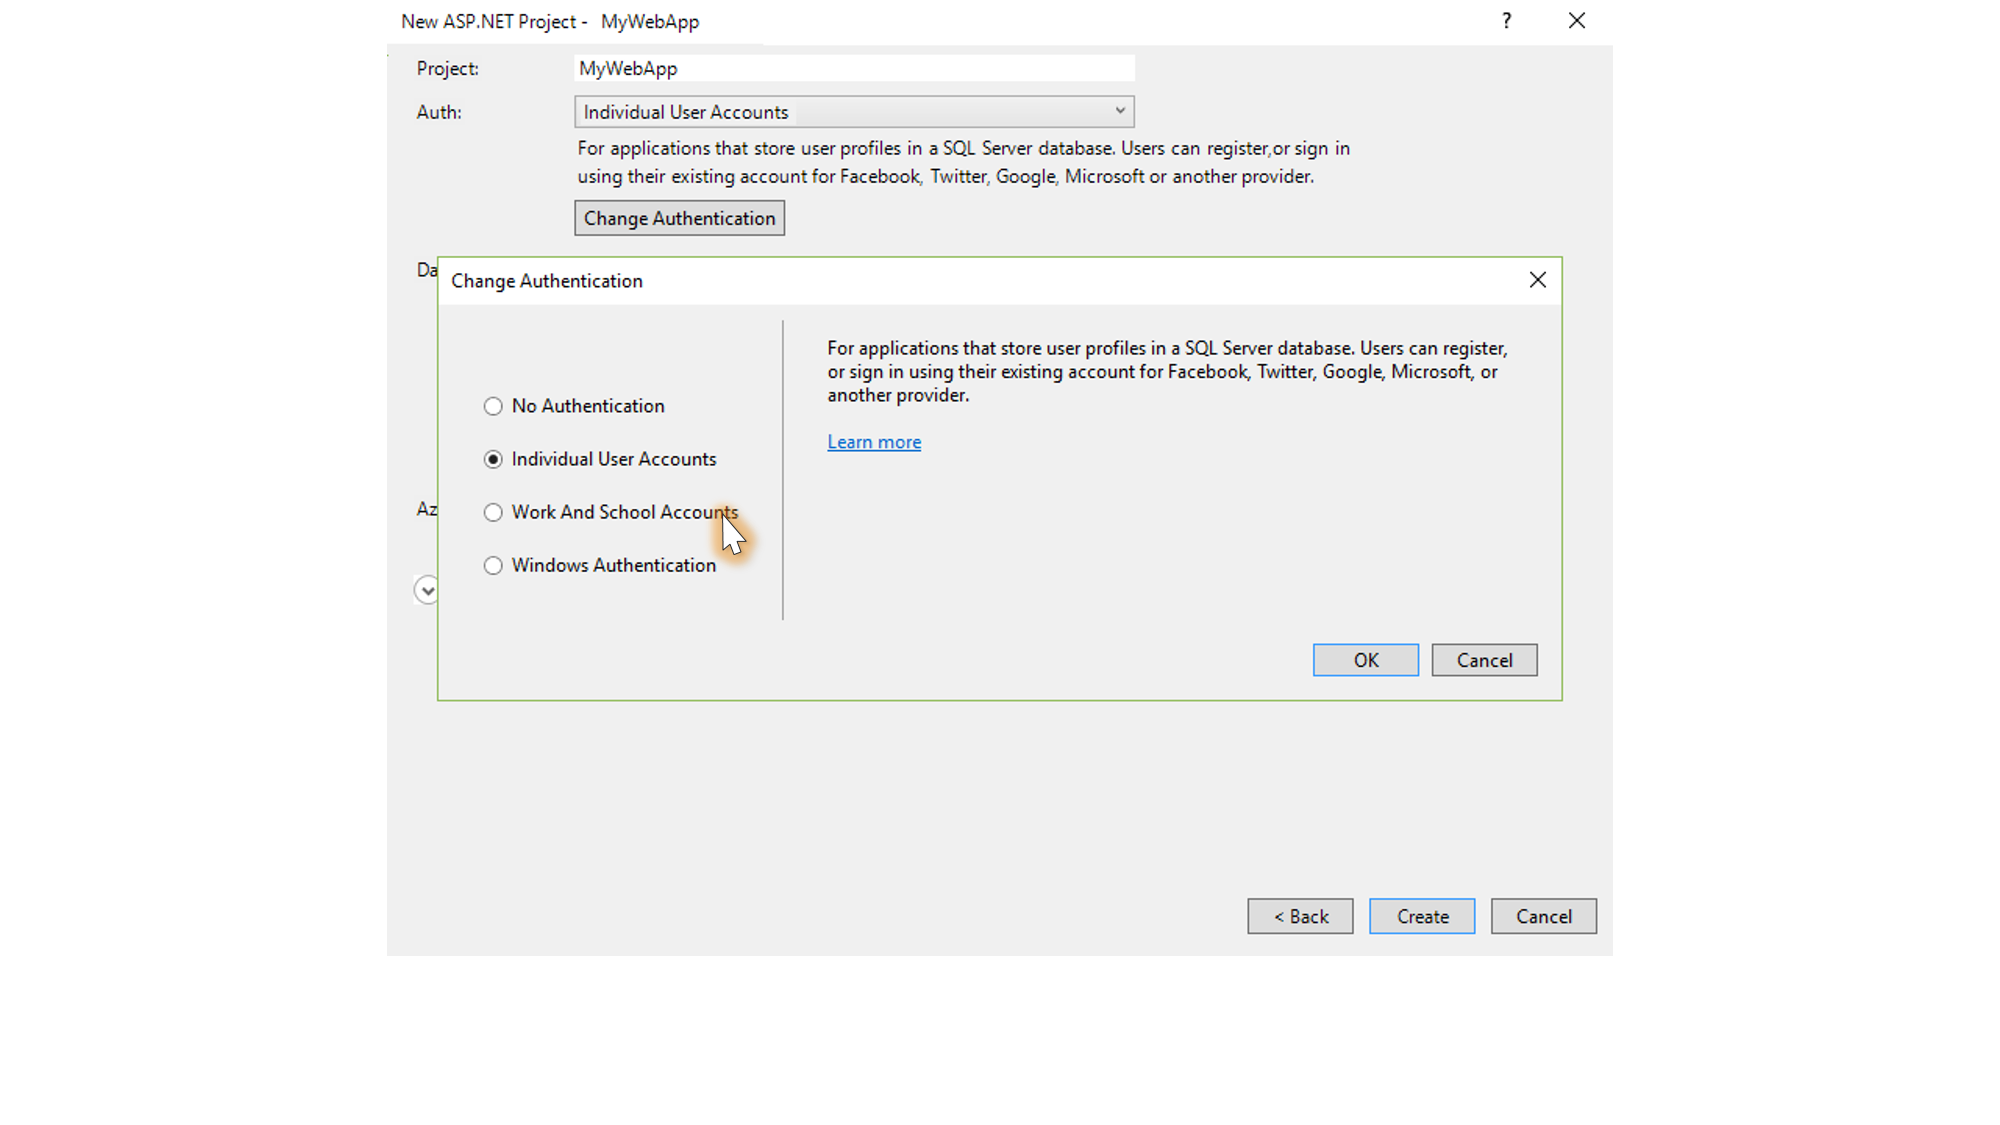 New ASP.NET Project - MyWebApp ?
Project: MyWebApp
Auth: Individual User Accounts
For applications that store user profiles in a SQL Server database. Users can register,or sign in
using their existing account for Facebook, Twitter, Google, Microsoft or another provider.
Change Authentication
Da
Change Authentication
For applications that store user profiles in a SQL Server database. Users can register,
or sign in using their existing account for Facebook, Twitter, Google, Microsoft, or
another provider.
Learn more
No Authentication
Individual User Accounts
Work And School Accounts
Windows Authentication
Az
OK Cancel
< Back Create Cancel